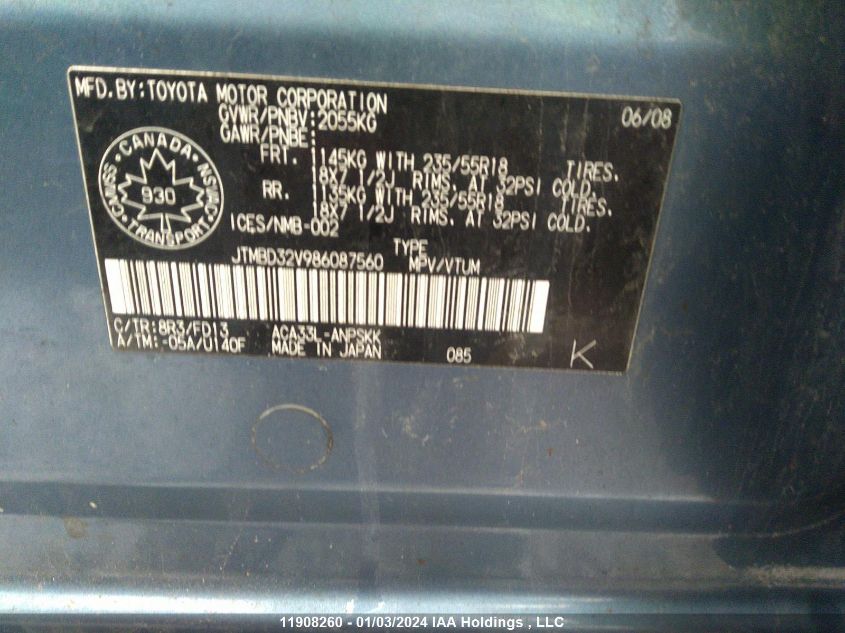 MFD.BY:TOYOTA MOTOR CORPORATION
GVWR/PNBV:2055KG 06/08
GAWR/PNBE:
FRT. 1145KG WITH 235/55R18 TIRES.
18X7 1/2J RIMS, AT 32PSI COLD.
RR. 1135KG WITH 235/55R18 TIRES.
18X7 1/2J RIMS, AT 32PSI COLD.
ICES/NMB-002
CANADA
CMVSS 930 NSVAC
TRANSPORT
TYPE
JTMBD32V986087560 MPV/VTUM
C/TR:8R3/FD13 ACA33L-ANPSKK
A/TM:-05A/U140F MADE IN JAPAN 085 K
11908260 - 01/03/2024 IAA Holdings , LLC